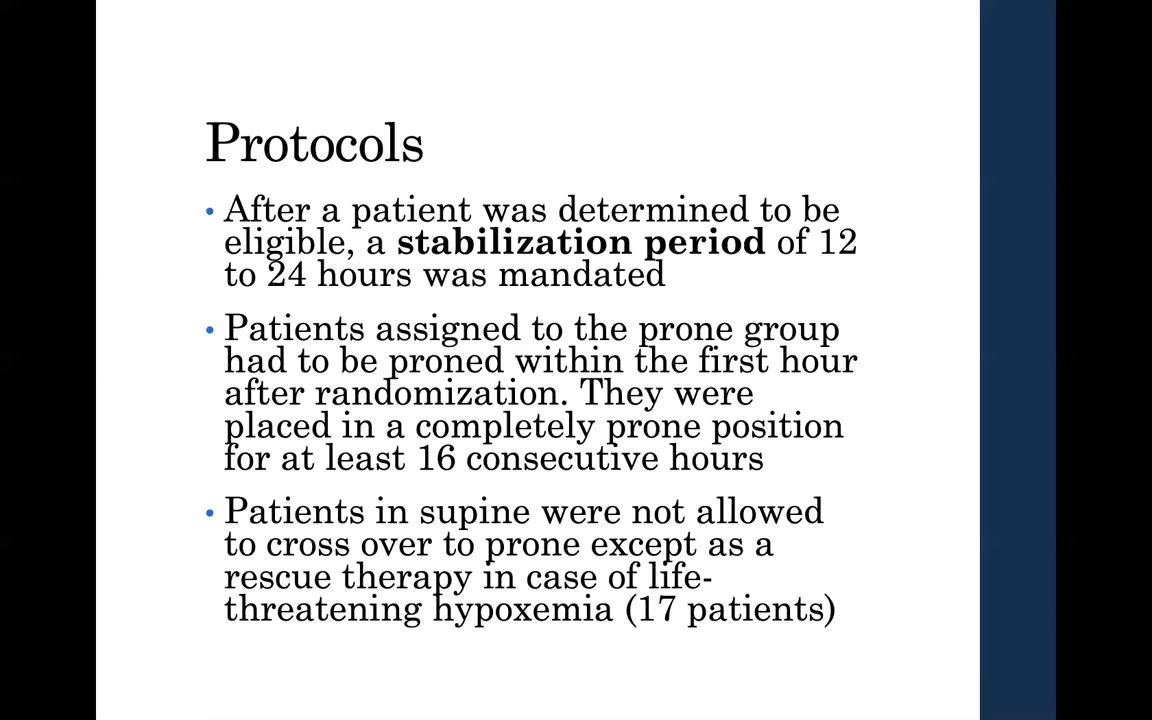 Protocols
• After a patient was determined to be
eligible, a stabilization period of 12
to 24 hours was mandated
• Patients assigned to the prone group
had to be proned within the first hour
after randomization. They were
placed in a completely prone position
for at least 16 consecutive hours
• Patients in supine were not allowed
to cross over to prone except as a
rescue therapy in case of life-
threatening hypoxemia (17 patients)